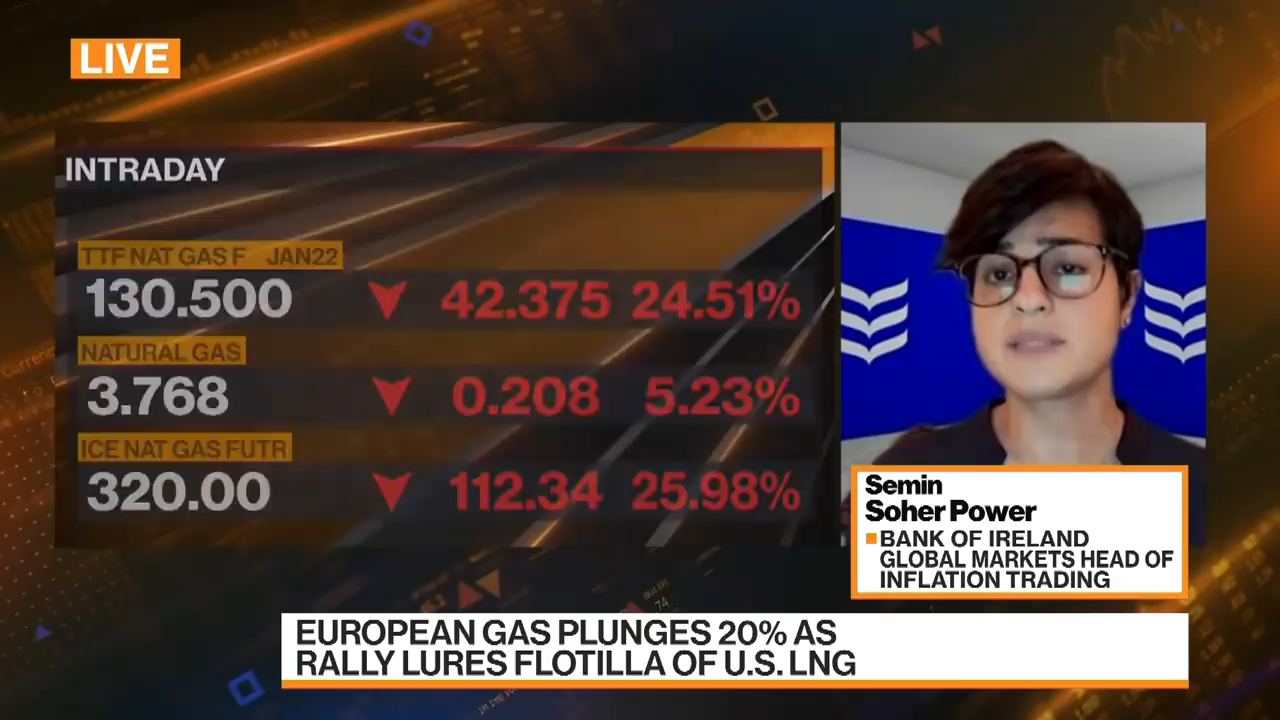 LIVE
INTRADAY
TTF NAT GAS F JAN22
130.500 42.375 24.51%
NATURAL GAS
3.768 0.208 5.23%
ICE NAT GAS FUTR
320.00 112.34 25.98%
Semin
Soher Power
BANK OF IRELAND
GLOBAL MARKETS HEAD OF
INFLATION TRADING
EUROPEAN GAS PLUNGES 20% AS
RALLY LURES FLOTILLA OF U.S. LNG
74